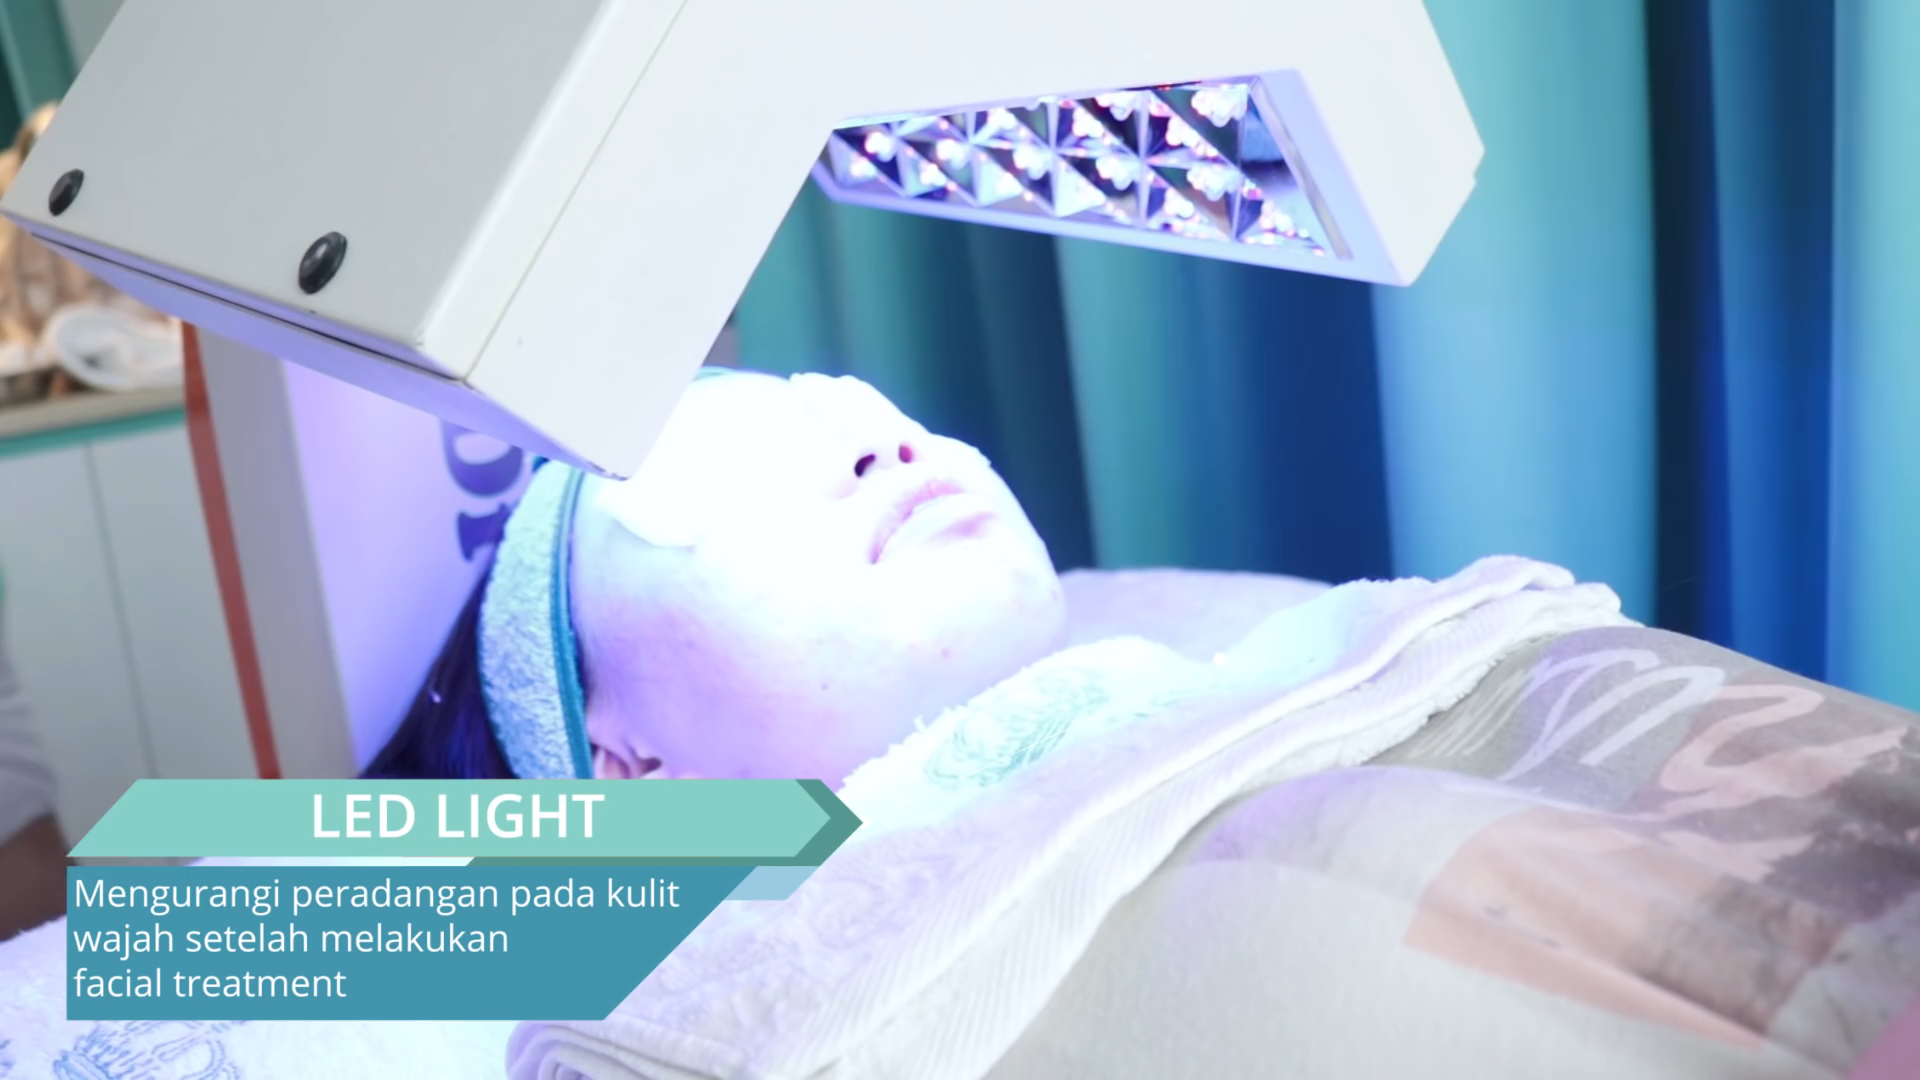 LED LIGHT
Mengurangi peradangan pada kulit
wajah setelah melakukan
facial treatment